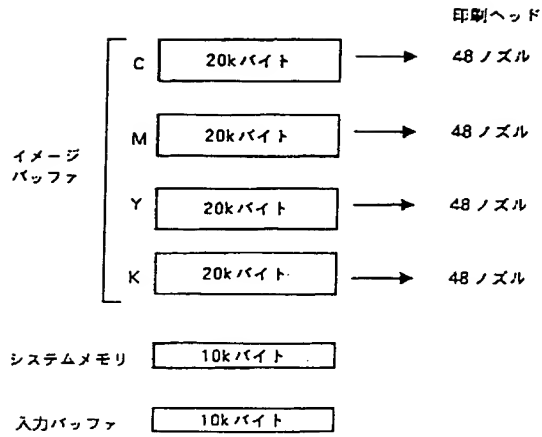 印刷ヘッド
C 20kバイト 48ノズル
M 20kバイト 48ノズル
イメージ
バッファ
Y 20kバイト 48ノズル
K 20kバイト 48ノズル
システムメモリ 10kバイト
入力バッファ 10kバイト